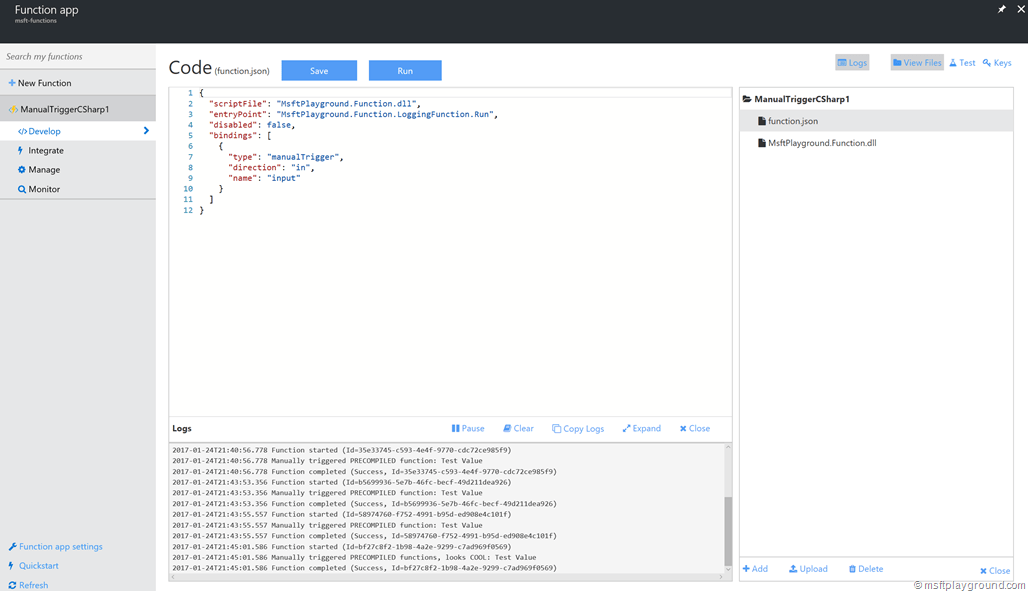 Function app
msft-functions
Search my functions
New Function
ManualTriggerCSharp1
</> Develop
Integrate
Manage
Monitor
Function app settings
Quickstart
Refresh
Code (function.json)
Save
Run
Logs
View Files
Test
Keys
1 {
2 "scriptFile": "MsftPlayground.Function.dll",
3 "entryPoint": "MsftPlayground.Function.LoggingFunction.Run",
4 "disabled": false,
5 "bindings": [
6 {
7 "type": "manualTrigger",
8 "direction": "in",
9 "name": "input"
10 }
11 ]
12 }
Logs
Pause
Clear
Copy Logs
Expand
Close
2017-01-24T21:40:56.778 Function started (Id=35e33745-c593-4e4f-9770-cdc72ce985f9)
2017-01-24T21:40:56.778 Manually triggered PRECOMPILED function: Test Value
2017-01-24T21:40:56.778 Function completed (Success, Id=35e33745-c593-4e4f-9770-cdc72ce985f9)
2017-01-24T21:43:53.356 Function started (Id=b5699936-5e7b-46fc-becf-49d211dea926)
2017-01-24T21:43:53.356 Manually triggered PRECOMPILED function: Test Value
2017-01-24T21:43:53.356 Function completed (Success, Id=b5699936-5e7b-46fc-becf-49d211dea926)
2017-01-24T21:43:55.557 Function started (Id=58974760-f752-4991-b95d-ed908e4c101f)
2017-01-24T21:43:55.557 Manually triggered PRECOMPILED function: Test Value
2017-01-24T21:43:55.557 Function completed (Success, Id=58974760-f752-4991-b95d-ed908e4c101f)
2017-01-24T21:45:01.586 Function started (Id=bf27c8f2-1b98-4a2e-9299-c7ad969f0569)
2017-01-24T21:45:01.586 Manually triggered PRECOMPILED functions, looks COOL: Test Value
2017-01-24T21:45:01.586 Function completed (Success, Id=bf27c8f2-1b98-4a2e-9299-c7ad969f0569)
ManualTriggerCSharp1
function.json
MsftPlayground.Function.dll
Add
Upload
Delete
Close
© msftplayground.com